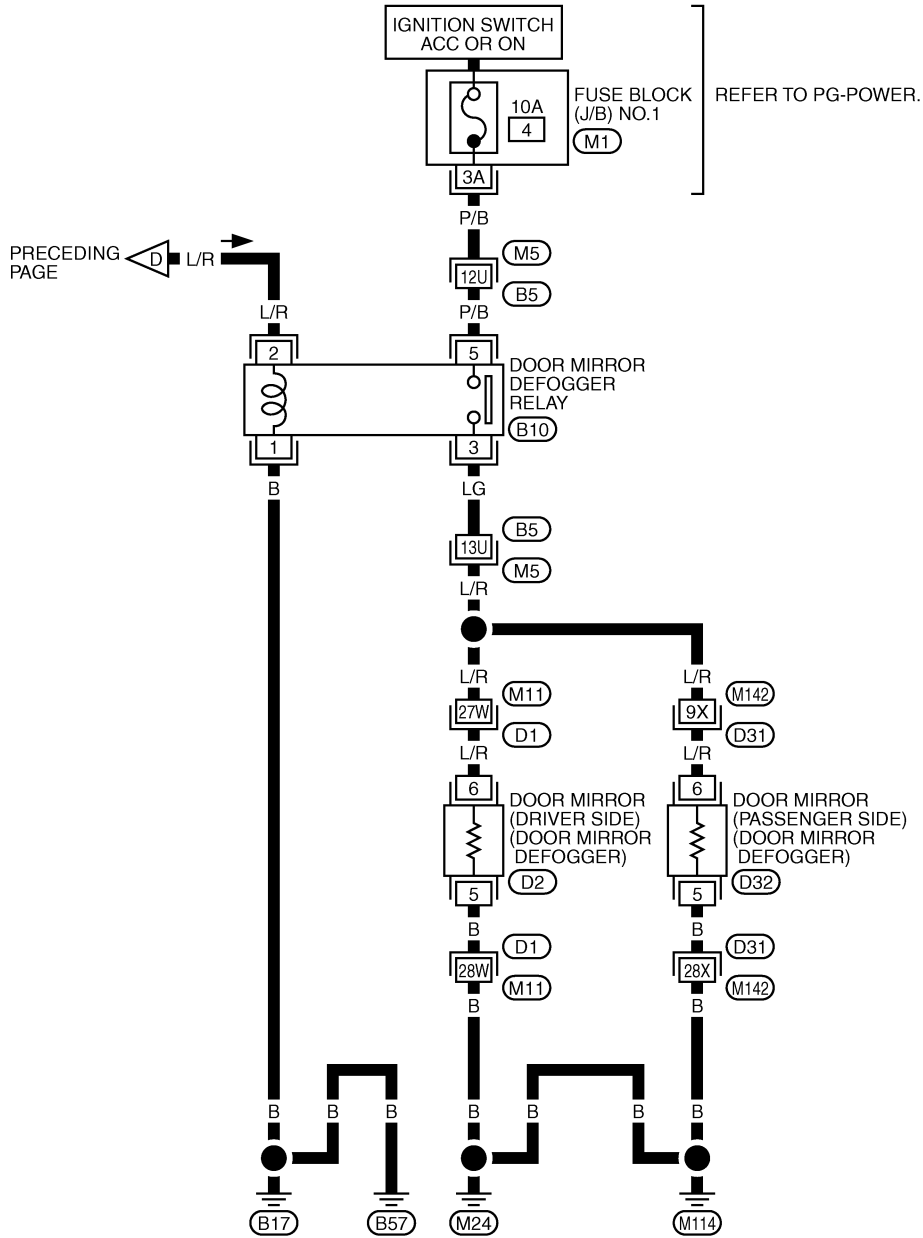 IGNITION SWITCH
ACC OR ON
10A
4
FUSE BLOCK
(J/B) NO.1
M1
REFER TO PG-POWER.
3A
P/B
PRECEDING
PAGE
D
L/R
M5
12U
B5
L/R
P/B
2
5
DOOR MIRROR
DEFOGGER
RELAY
B10
1
3
B
LG
B5
13U
M5
L/R
L/R
L/R
M11
27W
D1
M142
9X
D31
L/R
L/R
6
6
DOOR MIRROR
(DRIVER SIDE)
(DOOR MIRROR
DEFOGGER)
D2
DOOR MIRROR
(PASSENGER SIDE)
(DOOR MIRROR
DEFOGGER)
D32
5
5
B
B
D1
28W
M11
D31
28X
M142
B
B
B
B
B
B
B
B
B
B17
B57
M24
M114